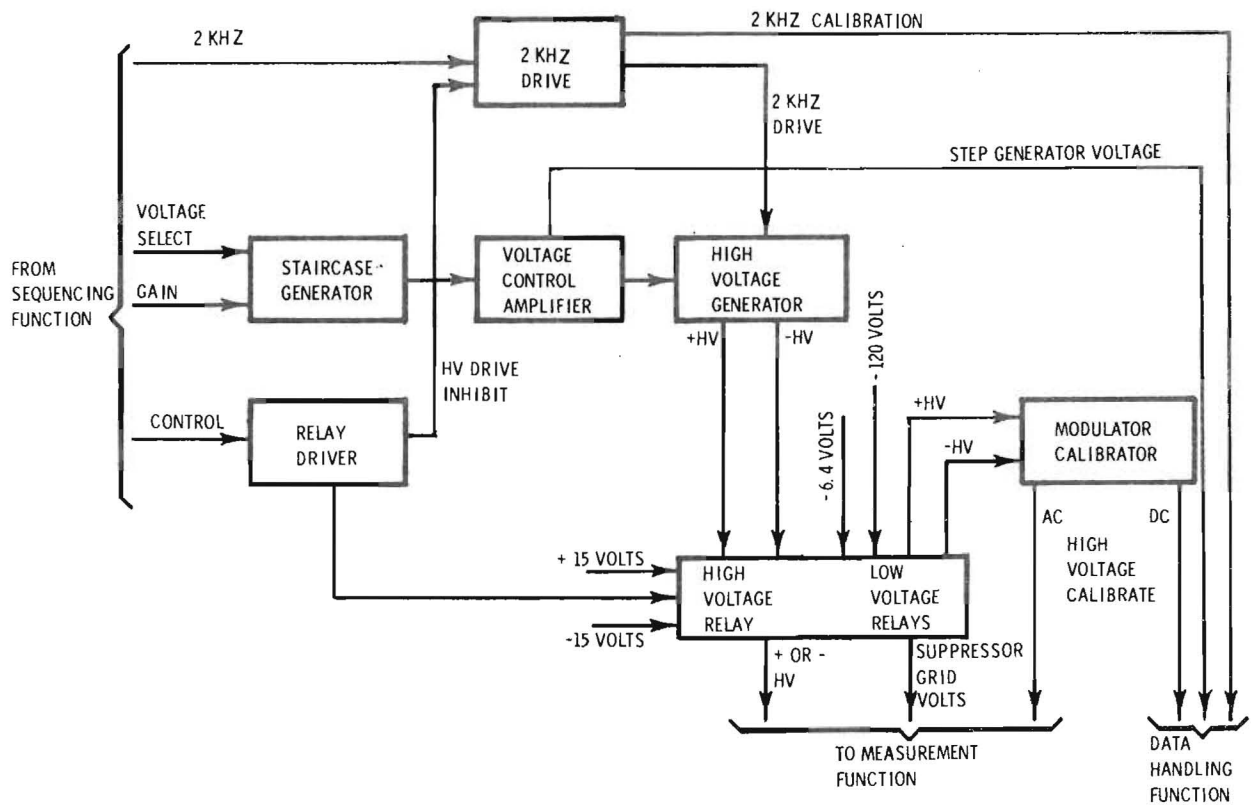 2 KHZ CALIBRATION
2 KHZ
2 KHZ
DRIVE
2 KHZ
DRIVE
STEP GENERATOR VOLTAGE
VOLTAGE
SELECT
FROM
SEQUENCING
FUNCTION
GAIN
STAIRCASE-
GENERATOR
VOLTAGE
CONTROL
AMPLIFIER
HIGH
VOLTAGE
GENERATOR
+HV
-HV
-120 VOLTS
HV DRIVE
INHIBIT
CONTROL
RELAY
DRIVER
-6.4 VOLTS
+HV
-HV
MODULATOR
CALIBRATOR
AC
DC
HIGH
VOLTAGE
CALIBRATE
+ 15 VOLTS
-15 VOLTS
HIGH
VOLTAGE
RELAY
LOW
VOLTAGE
RELAYS
+ OR -
HV
SUPPRESSOR
GRID
VOLTS
TO MEASUREMENT
FUNCTION
DATA
HANDLING
FUNCTION